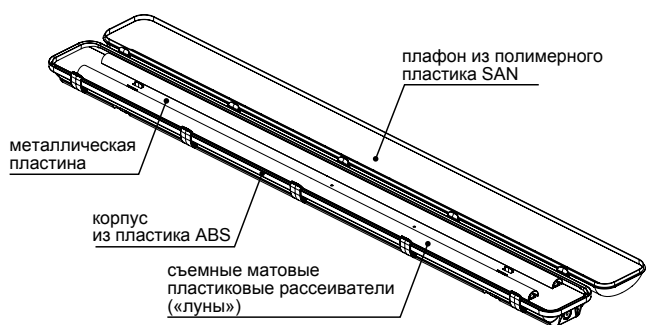 плафон из полимерного
пластика SAN
металлическая
пластина
корпус
из пластика ABS
съемные матовые
пластиковые рассеиватели
(«луны»)